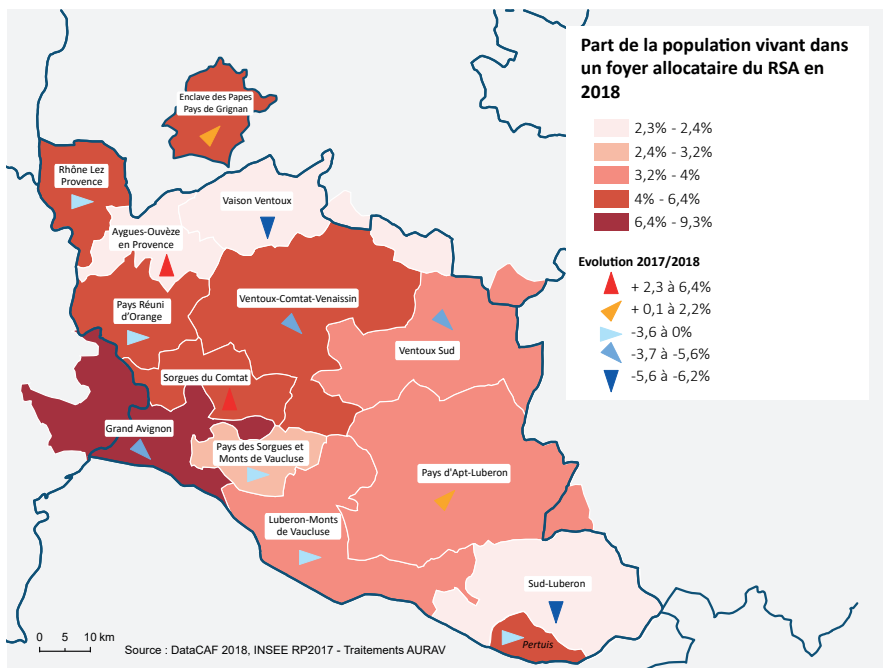 Part de la population vivant dans
un foyer allocataire du RSA en
2018
2,3% - 2,4%
2,4% - 3,2%
3,2% - 4%
4% - 6,4%
6,4% - 9,3%
Evolution 2017/2018
+ 2,3 à 6,4%
+ 0,1 à 2,2%
-3,6 à 0%
-3,7 à -5,6%
-5,6 à -6,2%
Enclave des Papes
Pays de Grignan
Rhône Lez
Provence
Vaison Ventoux
Aygues-Ouvèze
en Provence
Pays Réuni
d'Orange
Ventoux-Comtat-Venaissin
Ventoux Sud
Sorgues du Comtat
Grand Avignon
Pays des Sorgues et
Monts de Vaucluse
Pays d'Apt-Luberon
Luberon-Monts
de Vaucluse
Sud-Luberon
Pertuis
0 5 10 km
Source : DataCAF 2018, INSEE RP2017 - Traitements AURAV